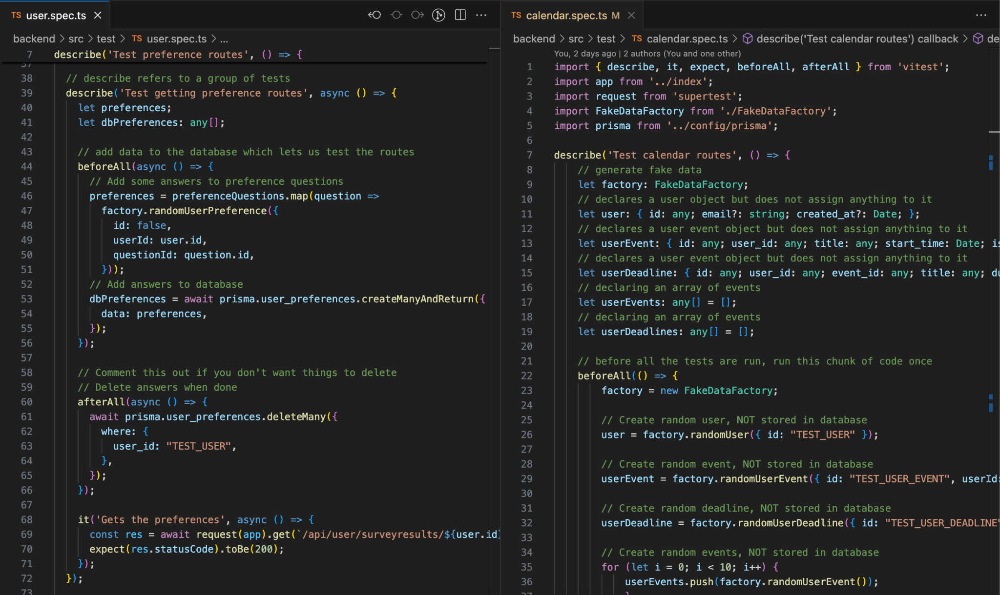 TS user.spec.ts
backend > src > test > TS user.spec.ts > ...
7 describe('Test preference routes', () => {
37
38 // describe refers to a group of tests
39 describe('Test getting preference routes', async () => {
40 let preferences;
41 let dbPreferences: any[];
42
43 // add data to the database which lets us test the routes
44 beforeAll(async () => {
45 // Add some answers to preference questions
46 preferences = preferenceQuestions.map(question =>
47 factory.randomUserPreference({
48 id: false,
49 userId: user.id,
50 questionId: question.id,
51 }));
52 // Add answers to database
53 dbPreferences = await prisma.user_preferences.createManyAndReturn({
54 data: preferences,
55 });
56 });
57
58 // Comment this out if you don't want things to delete
59 // Delete answers when done
60 afterAll(async () => {
61 await prisma.user_preferences.deleteMany({
62 where: {
63 user_id: "TEST_USER",
64 },
65 });
66 });
67
68 it('Gets the preferences', async () => {
69 const res = await request(app).get(`/api/user/surveyresults/${user.id}
70 expect(res.statusCode).toBe(200);
71 });
72 });
73
TS calendar.spec.ts M
backend > src > test > TS calendar.spec.ts > describe('Test calendar routes') callback > de
You, 2 days ago | 2 authors (You and one other)
1 import { describe, it, expect, beforeAll, afterAll } from 'vitest';
2 import app from '../index';
3 import request from 'supertest';
4 import FakeDataFactory from './FakeDataFactory';
5 import prisma from '../config/prisma';
6
7 describe('Test calendar routes', () => {
8 // generate fake data
9 let factory: FakeDataFactory;
10 // declares a user object but does not assign anything to it
11 let user: { id: any; email?: string; created_at?: Date; };
12 // declares a user event object but does not assign anything to it
13 let userEvent: { id: any; user_id: any; title: any; start_time: Date; is
14 // declares a user event object but does not assign anything to it
15 let userDeadline: { id: any; user_id: any; event_id: any; title: any; du
16 // declaring an array of events
17 let userEvents: any[] = [];
18 // declaring an array of events
19 let userDeadlines: any[] = [];
20
21 // before all the tests are run, run this chunk of code once
22 beforeAll(() => {
23 factory = new FakeDataFactory;
24
25 // Create random user, NOT stored in database
26 user = factory.randomUser({ id: "TEST_USER" });
27
28 // Create random event, NOT stored in database
29 userEvent = factory.randomUserEvent({ id: "TEST_USER_EVENT", userId:
30
31 // Create random deadline, NOT stored in database
32 userDeadline = factory.randomUserDeadline({ id: "TEST_USER_DEADLINE"
33
34 // Create random events, NOT stored in database
35 for (let i = 0; i < 10; i++) {
36 userEvents.push(factory.randomUserEvent());
37 }